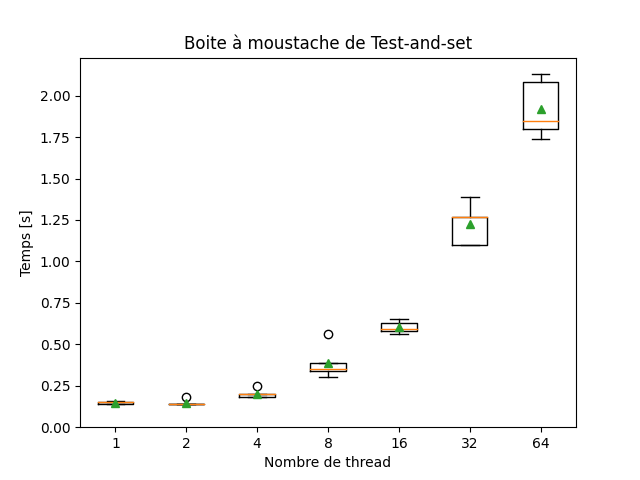 Boite à moustache de Test-and-set
2.00
1.75
1.50
1.25
1.00
0.75
0.50
0.25
0.00
Temps [s]
1 2 4 8 16 32 64
Nombre de thread